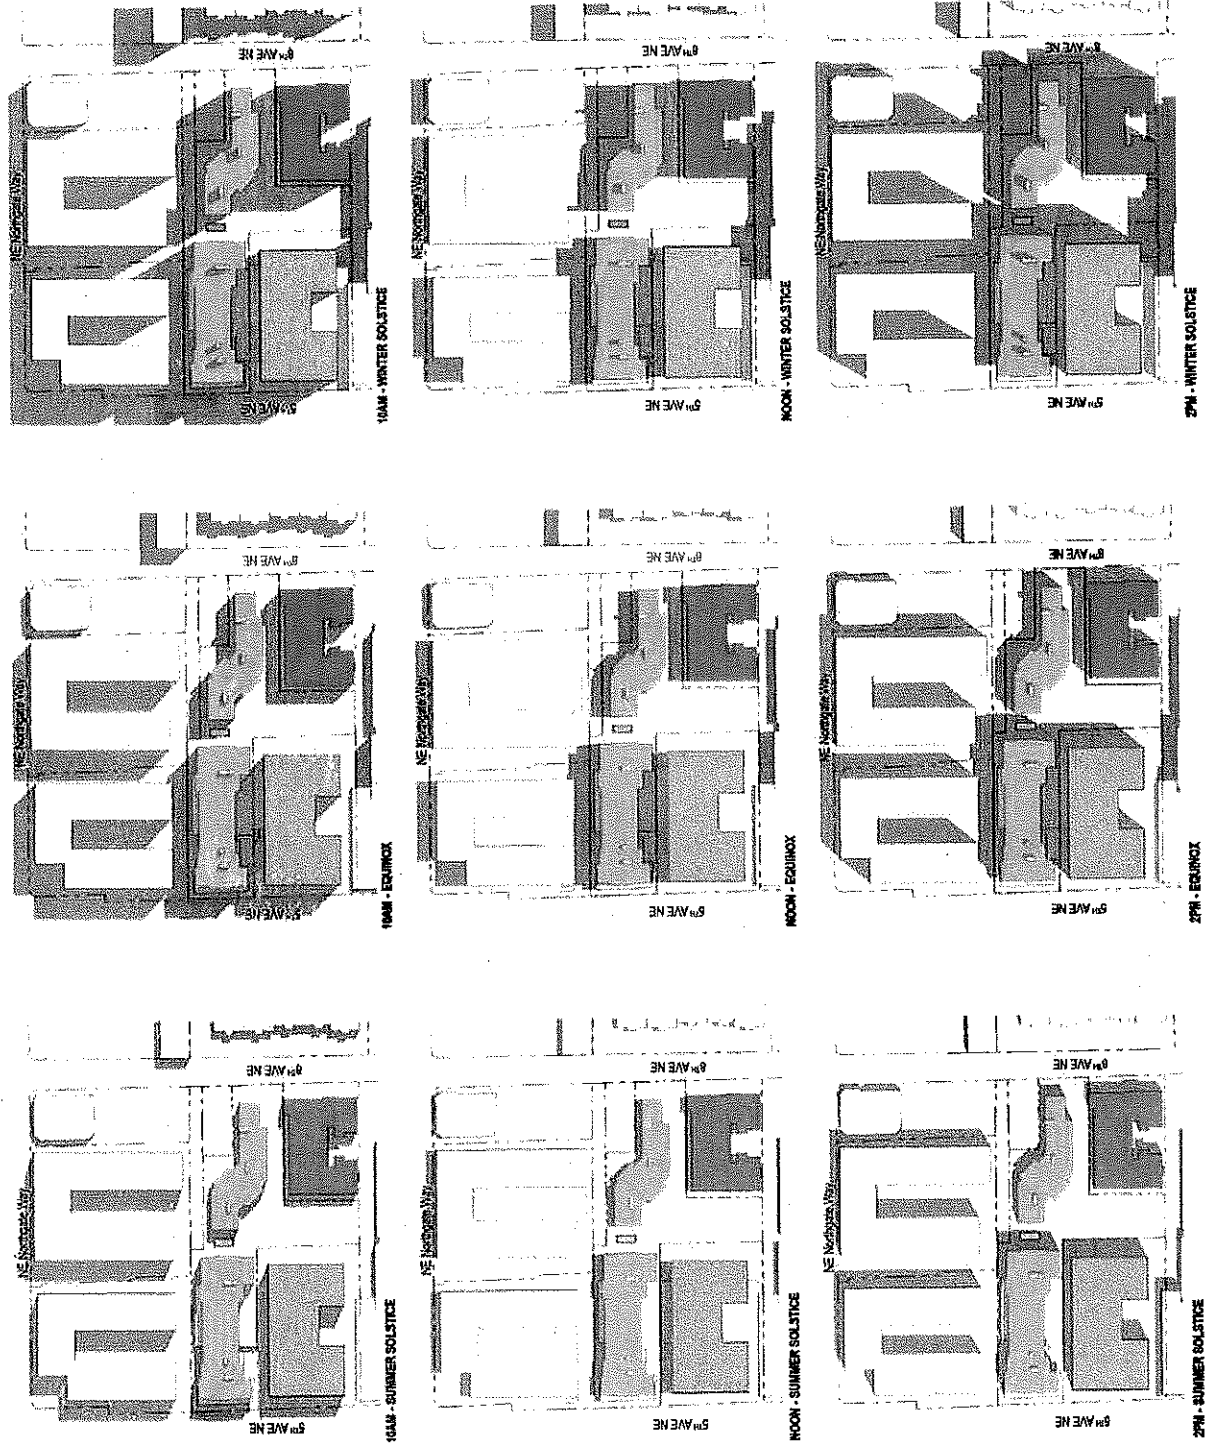 8TH AVE NE
NE Northgate Way
5TH AVE NE
10AM - WINTER SOLSTICE
8TH AVE NE
NE Northgate Way
5TH AVE NE
NOON - WINTER SOLSTICE
8TH AVE NE
NE Northgate Way
5TH AVE NE
2PM - WINTER SOLSTICE
8TH AVE NE
NE Northgate Way
5TH AVE NE
10AM - EQUINOX
8TH AVE NE
NE Northgate Way
5TH AVE NE
NOON - EQUINOX
8TH AVE NE
NE Northgate Way
5TH AVE NE
2PM - EQUINOX
8TH AVE NE
NE Northgate Way
5TH AVE NE
10AM - SUMMER SOLSTICE
8TH AVE NE
NE Northgate Way
5TH AVE NE
NOON - SUMMER SOLSTICE
8TH AVE NE
NE Northgate Way
5TH AVE NE
2PM - SUMMER SOLSTICE